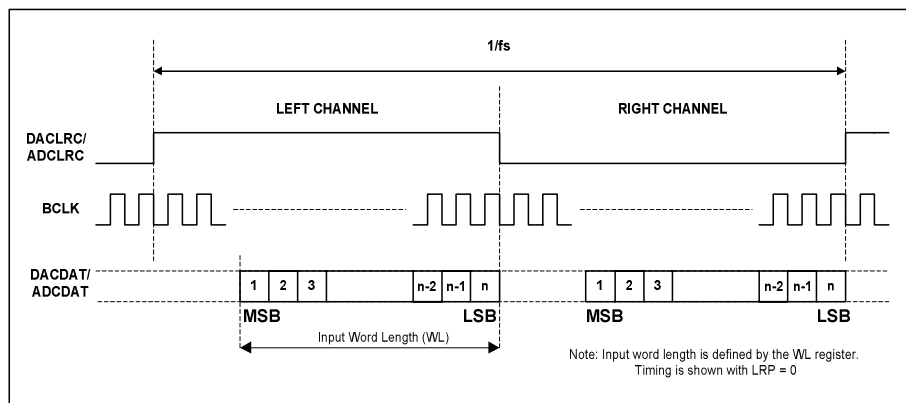 1/fs
LEFT CHANNEL
RIGHT CHANNEL
DACLRC/
ADCLRC
BCLK
DACDAT/
ADCDAT
1 2 3 n-2 n-1 n 1 2 3 n-2 n-1 n
MSB LSB MSB LSB
Input Word Length (WL)
Note: Input word length is defined by the WL register.
Timing is shown with LRP = 0